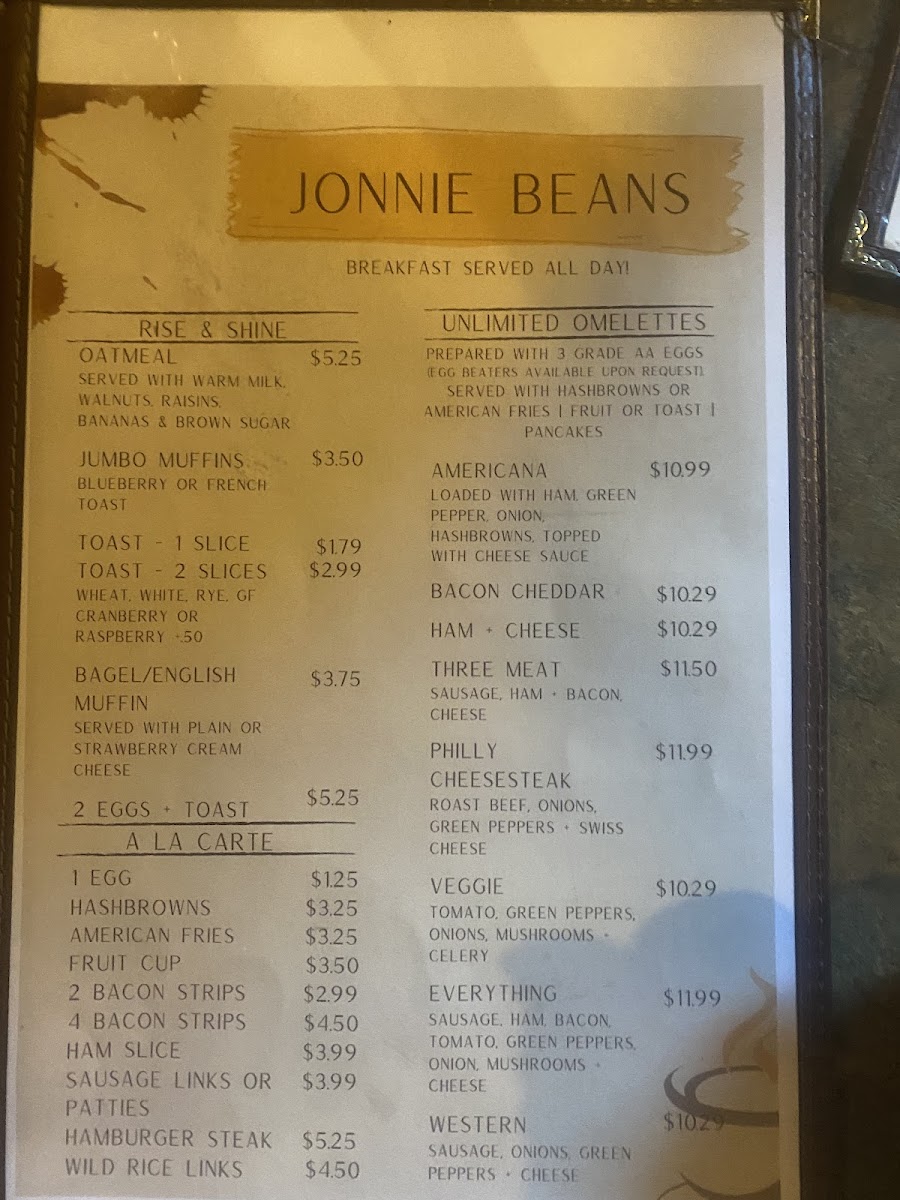 JONNIE BEANS
BREAKFAST SERVED ALL DAY!
RISE & SHINE
OATMEAL $5.25
SERVED WITH WARM MILK,
WALNUTS, RAISINS,
BANANAS & BROWN SUGAR
JUMBO MUFFINS $3.50
BLUEBERRY OR FRENCH
TOAST
TOAST - 1 SLICE $1.79
TOAST - 2 SLICES $2.99
WHEAT, WHITE, RYE, GF
CRANBERRY OR
RASPBERRY +.50
BAGEL/ENGLISH $3.75
MUFFIN
SERVED WITH PLAIN OR
STRAWBERRY CREAM
CHEESE
2 EGGS + TOAST $5.25
A LA CARTE
1 EGG $1.25
HASHBROWNS $3.25
AMERICAN FRIES $3.25
FRUIT CUP $3.50
2 BACON STRIPS $2.99
4 BACON STRIPS $4.50
HAM SLICE $3.99
SAUSAGE LINKS OR $3.99
PATTIES
HAMBURGER STEAK $5.25
WILD RICE LINKS $4.50
UNLIMITED OMELETTES
PREPARED WITH 3 GRADE AA EGGS
(EGG BEATERS AVAILABLE UPON REQUEST).
SERVED WITH HASHBROWNS OR
AMERICAN FRIES | FRUIT OR TOAST |
PANCAKES
AMERICANA $10.99
LOADED WITH HAM, GREEN
PEPPER, ONION,
HASHBROWNS, TOPPED
WITH CHEESE SAUCE
BACON CHEDDAR $10.29
HAM + CHEESE $10.29
THREE MEAT $11.50
SAUSAGE, HAM + BACON,
CHEESE
PHILLY $11.99
CHEESESTEAK
ROAST BEEF, ONIONS,
GREEN PEPPERS + SWISS
CHEESE
VEGGIE $10.29
TOMATO, GREEN PEPPERS,
ONIONS, MUSHROOMS +
CELERY
EVERYTHING $11.99
SAUSAGE, HAM, BACON,
TOMATO, GREEN PEPPERS,
ONION, MUSHROOMS +
CHEESE
WESTERN $10.29
SAUSAGE, ONIONS, GREEN
PEPPERS + CHEESE